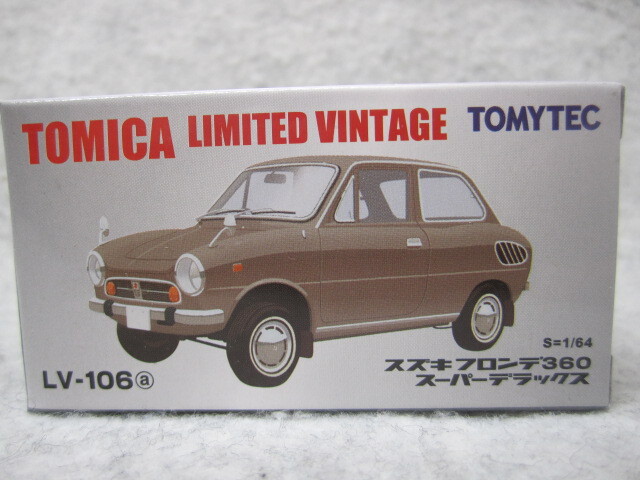 TOMICA LIMITED VINTAGE TOMYTEC
S=1/64
LV-106ⓐ
スズキ フロンテ360
スーパーデラックス